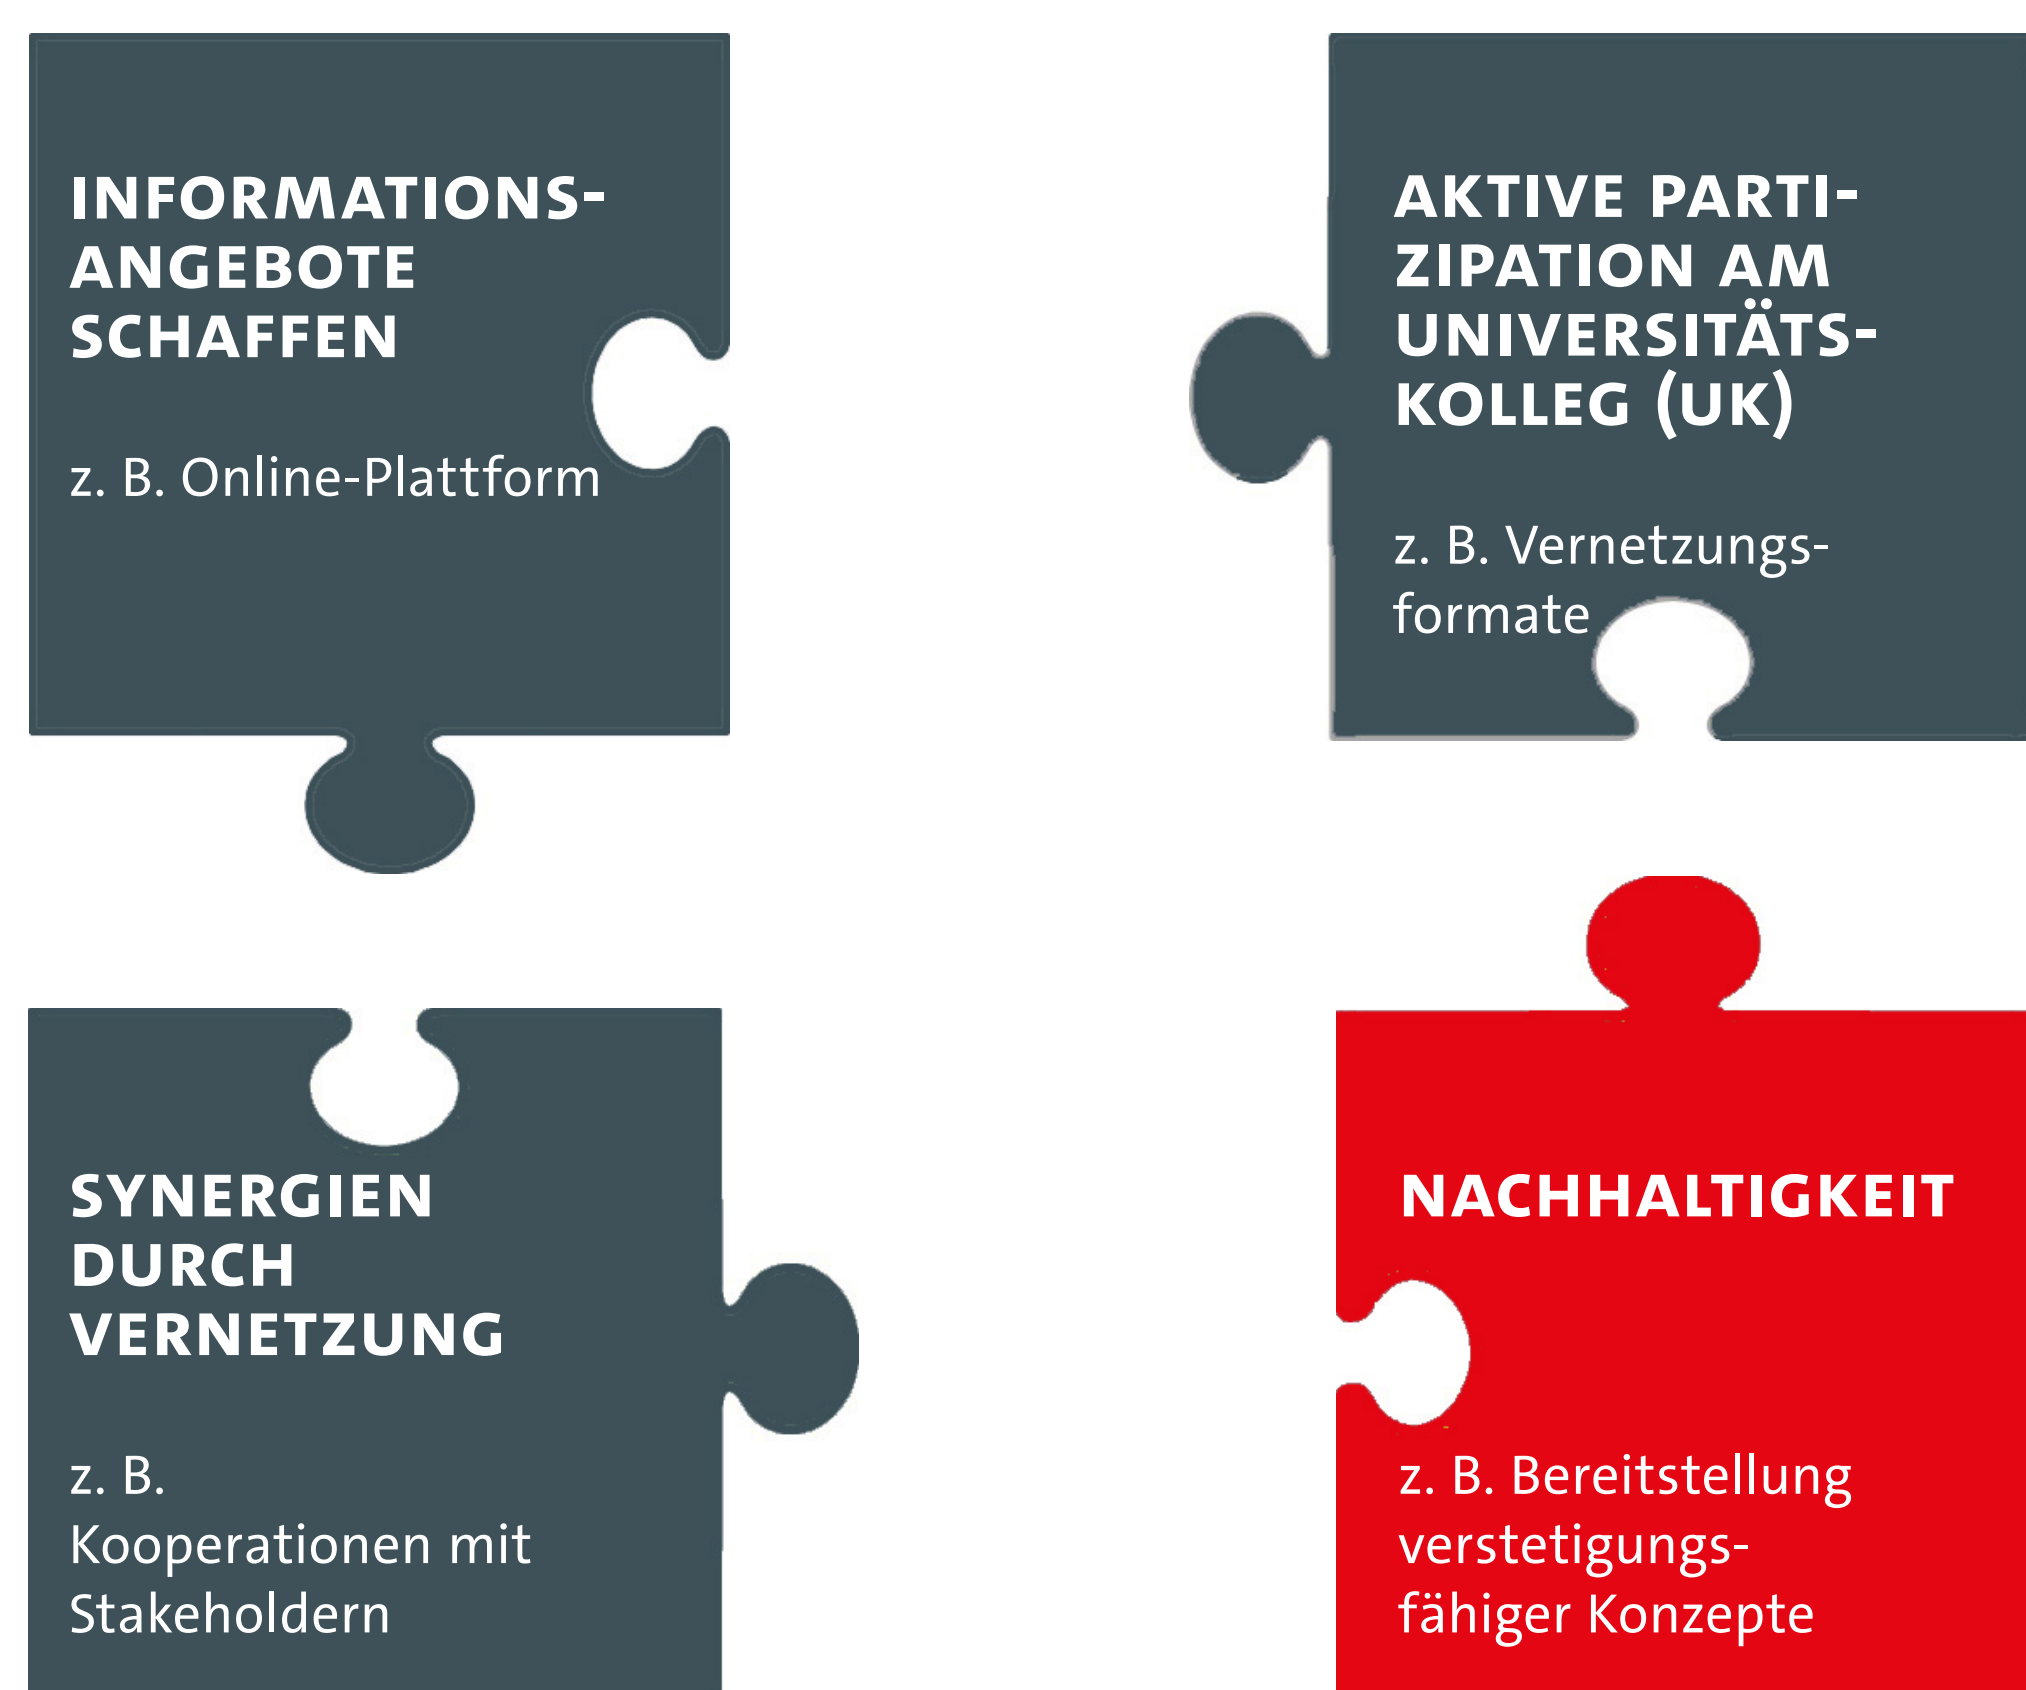 INFORMATIONS-
ANGEBOTE
SCHAFFEN
z. B. Online-Plattform
AKTIVE PARTI-
ZIPATION AM
UNIVERSITÄTS-
KOLLEG (UK)
z. B. Vernetzungs-
formate
SYNERGIEN
DURCH
VERNETZUNG
z. B.
Kooperationen mit
Stakeholdern
NACHHALTIGKEIT
z. B. Bereitstellung
verstetigungs-
fähiger Konzepte